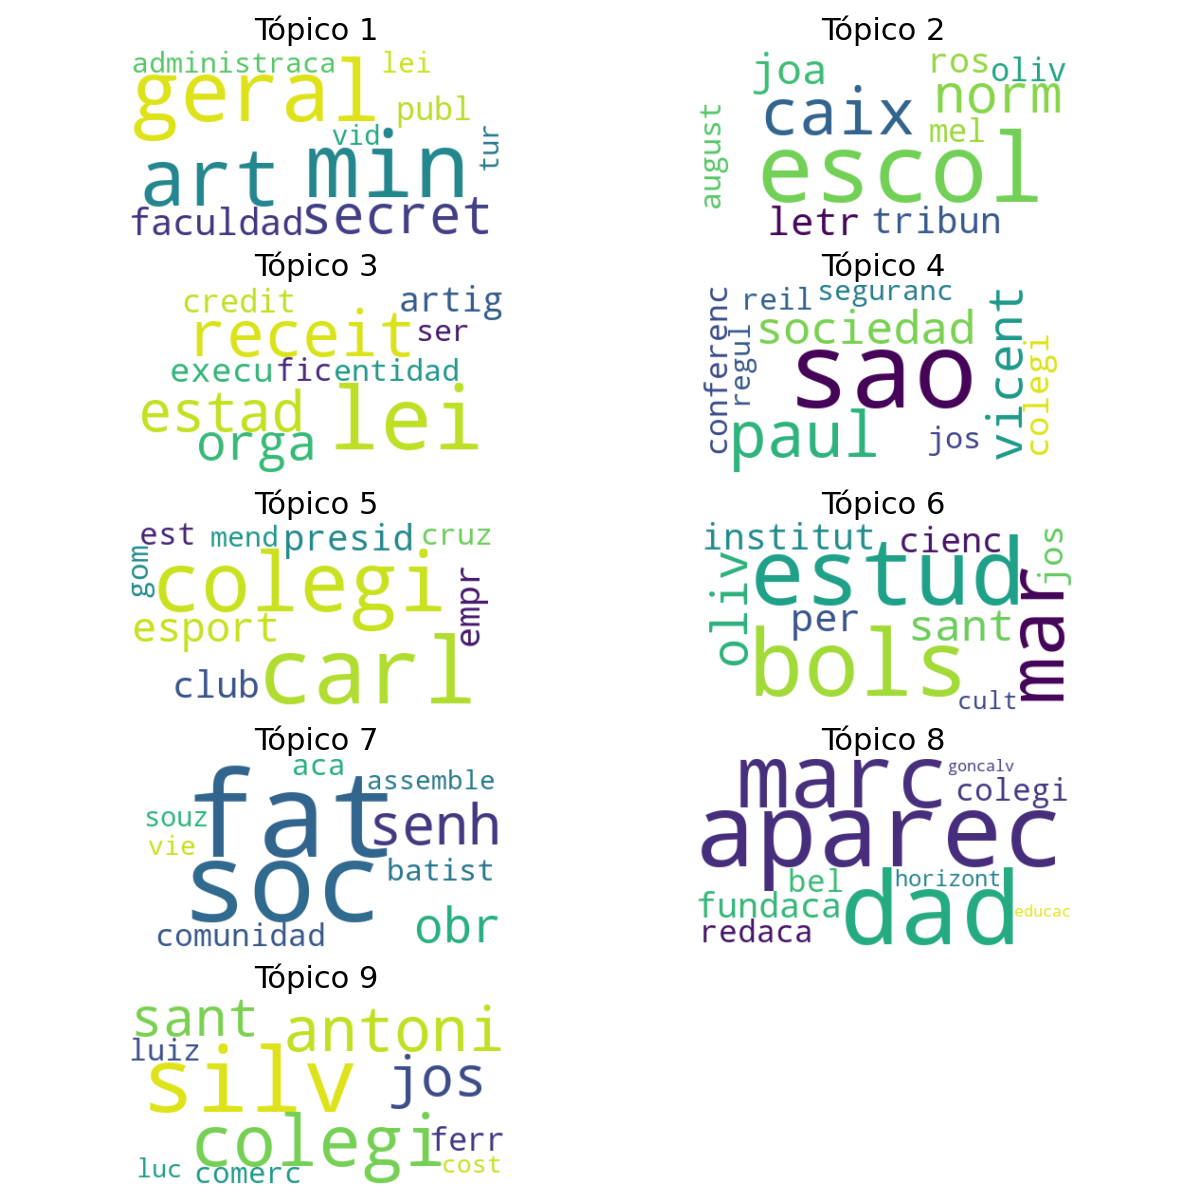 Tópico 1
administraca lei
geral
publ
vid
tur
art min
faculdad secret
Tópico 2
joa ros oliv
caix norm
august
mel
escol
letr tribun
Tópico 3
credit artig
receit ser
execu fic entidad
estad lei
orga
Tópico 4
conferenc reil seguranc
regul sociedad vicent
sao colegi
paul jos
Tópico 5
est mend presid cruz
gom colegi
empr
esport
club carl
Tópico 6
institut cienc jos
oliv estud mar
per sant
bols
cult
Tópico 7
aca
assemble
fat
souz senh
vie
soc batist
obr
comunidad
Tópico 8
marc goncalv
colegi
aparec
bel horizont
fundaca dad educac
redaca
Tópico 9
sant antoni
luiz
silv jos
colegi ferr
luc comerc cost